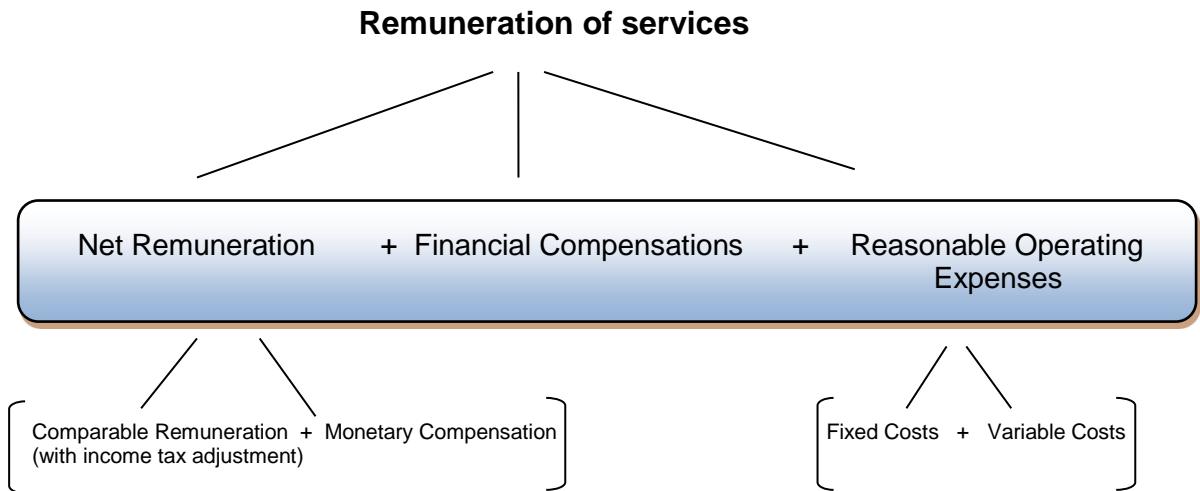 Remuneration of services
Net Remuneration + Financial Compensations + Reasonable Operating
Expenses
Comparable Remuneration + Monetary Compensation
(with income tax adjustment)
Fixed Costs + Variable Costs